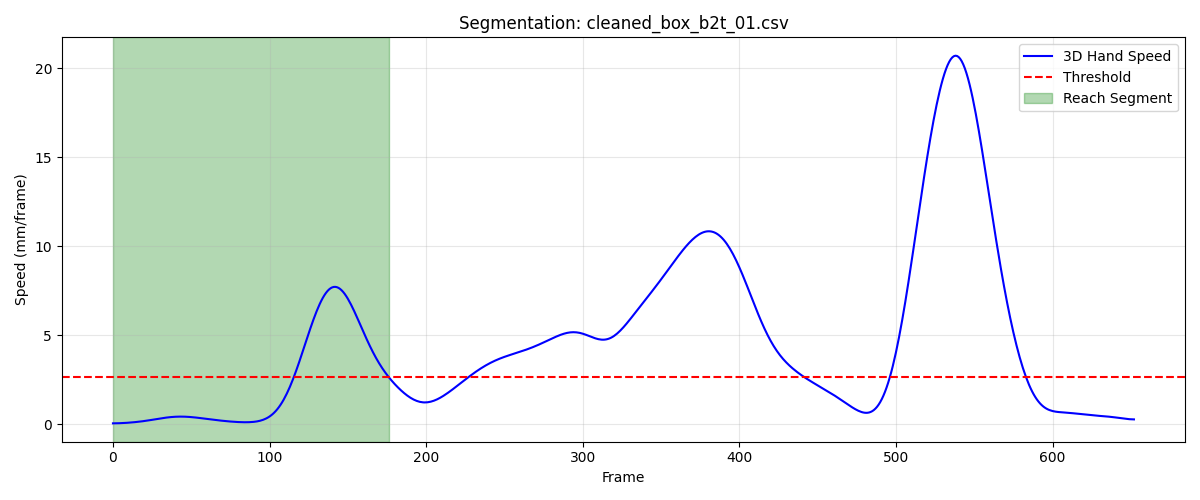 Segmentation: cleaned_box_b2t_01.csv
3D Hand Speed
Threshold
Reach Segment
Speed (mm/frame)
20
15
10
5
0
0 100 200 300 400 500 600
Frame